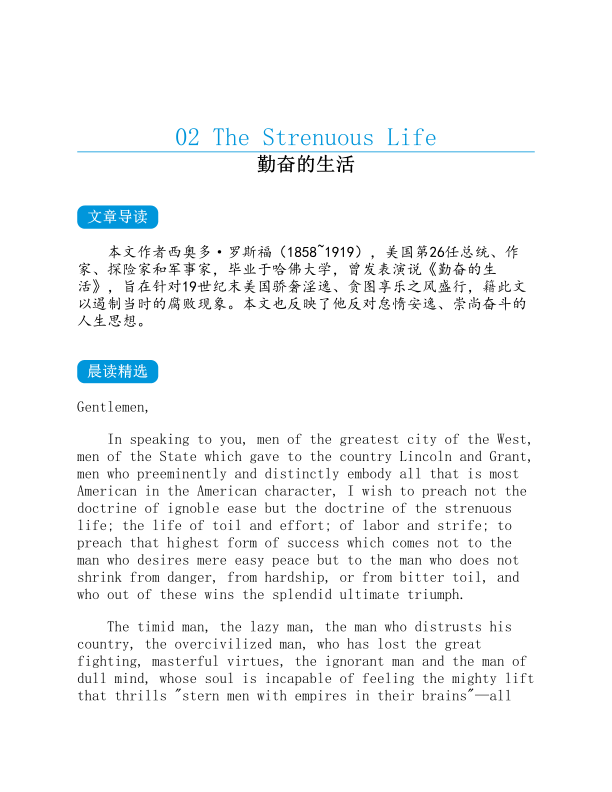 02 The Strenuous Life
勤奋的生活
文章导读
本文作者西奥多·罗斯福（1858~1919），美国第26任总统、作
家、探险家和军事家，毕业于哈佛大学，曾发表演说《勤奋的生
活》，旨在针对19世纪末美国骄奢淫逸、贪图享乐之风盛行，藉此文
以遏制当时的腐败现象。本文也反映了他反对怠惰安逸、崇尚奋斗的
人生思想。
晨读精选
Gentlemen,
In speaking to you, men of the greatest city of the West,
men of the State which gave to the country Lincoln and Grant,
men who preeminently and distinctly embody all that is most
American in the American character, I wish to preach not the
doctrine of ignoble ease but the doctrine of the strenuous
life; the life of toil and effort; of labor and strife; to
preach that highest form of success which comes not to the
man who desires mere easy peace but to the man who does not
shrink from danger, from hardship, or from bitter toil, and
who out of these wins the splendid ultimate triumph.
The timid man, the lazy man, the man who distrusts his
country, the overcivilized man, who has lost the great
fighting, masterful virtues, the ignorant man and the man of
dull mind, whose soul is incapable of feeling the mighty lift
that thrills "stern men with empires in their brains"—all